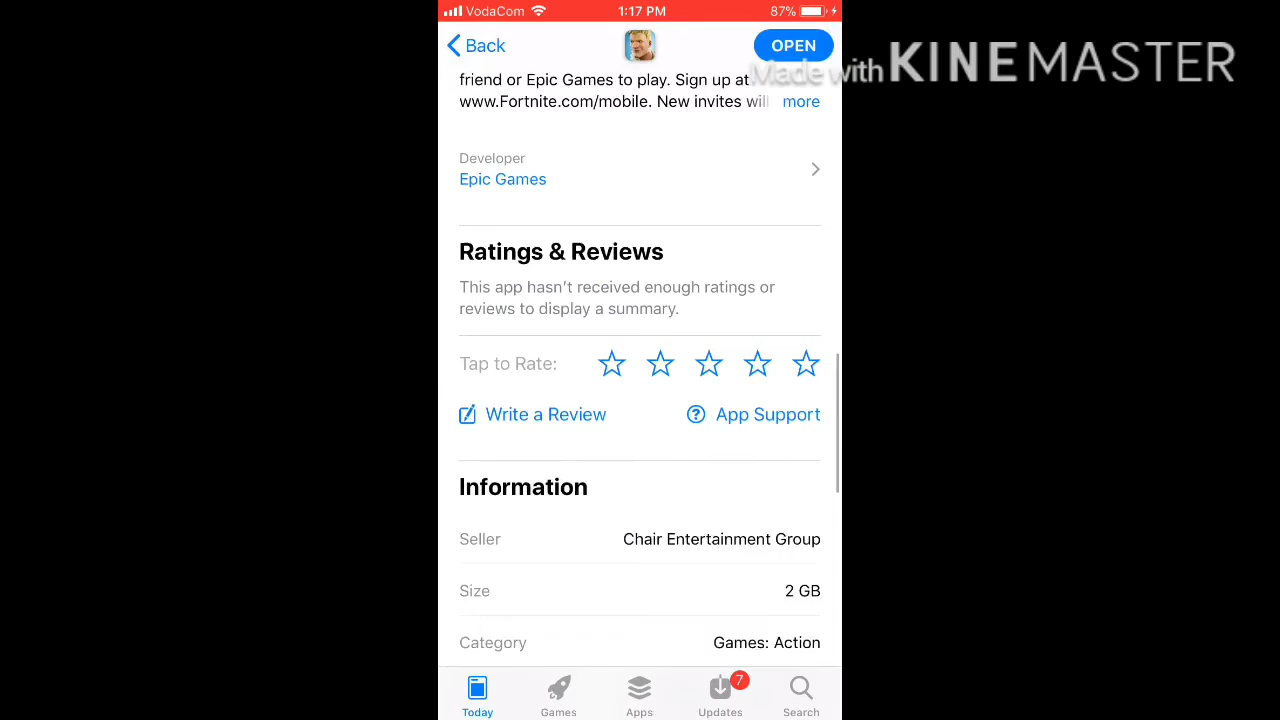 VodaCom 1:17 PM 87%
Back OPEN
Made with KINEMASTER
friend or Epic Games to play. Sign up at
www.Fortnite.com/mobile. New invites will more
Developer
Epic Games
Ratings & Reviews
This app hasn't received enough ratings or
reviews to display a summary.
Tap to Rate:
Write a Review App Support
Information
Seller Chair Entertainment Group
Size 2 GB
Category Games: Action
7
Today Games Apps Updates Search